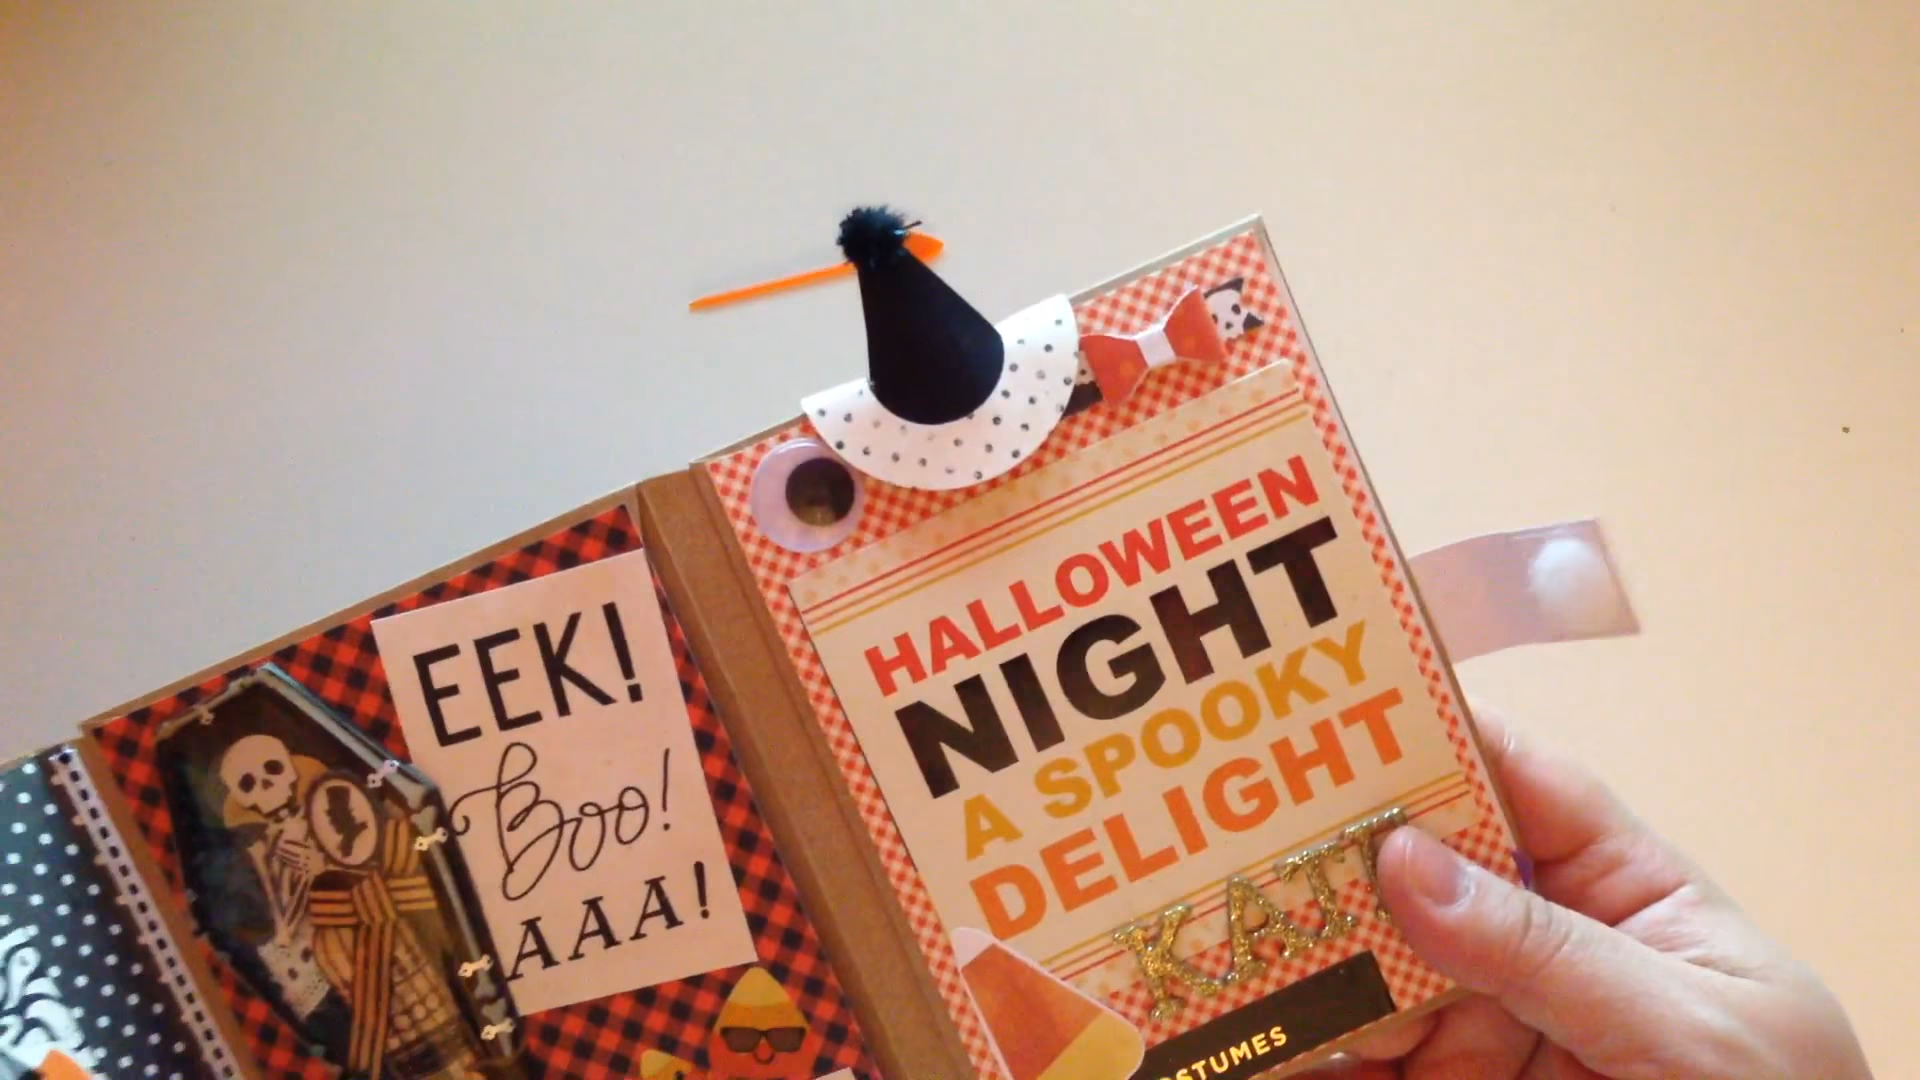 EEK!
Boo!
AAA!
HALLOWEEN
NIGHT
A SPOOKY
DELIGHT